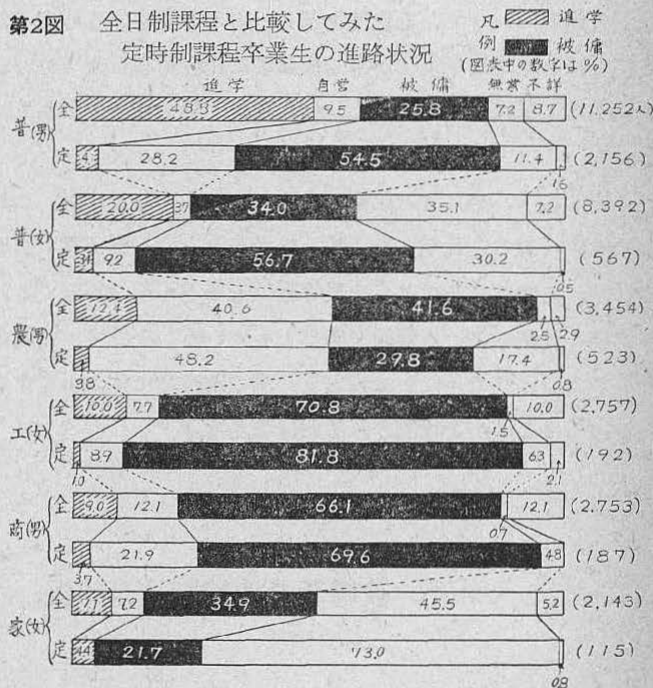 第2図 全日制課程と比較してみた
定時制課程卒業生の進路状況
凡例 進学
被傭
(図表中の数字は%)
進学 自営 被傭 無業 不詳
普(男) 全 48.8 9.5 25.8 7.2 8.7 (11.252人)
定 4.1 28.2 54.5 11.4 1.6 (2,156)
普(女) 全 20.0 3.7 34.0 35.1 7.2 (8,392)
定 3.4 9.2 56.7 30.2 0.5 (567)
農(男) 全 12.4 40.6 41.6 2.5 2.9 (3,454)
定 3.8 48.2 29.8 17.4 0.8 (523)
工(女) 全 10.0 7.7 70.8 1.5 10.0 (2,757)
定 1.0 8.9 81.8 6.3 2.1 (192)
商(男) 全 9.0 12.1 66.1 0.7 12.1 (2.753)
定 3.7 21.9 69.6 4.8 (187)
家(女) 全 7.1 7.2 34.9 45.5 5.2 (2,143)
定 4.4 21.7 73.0 (115)